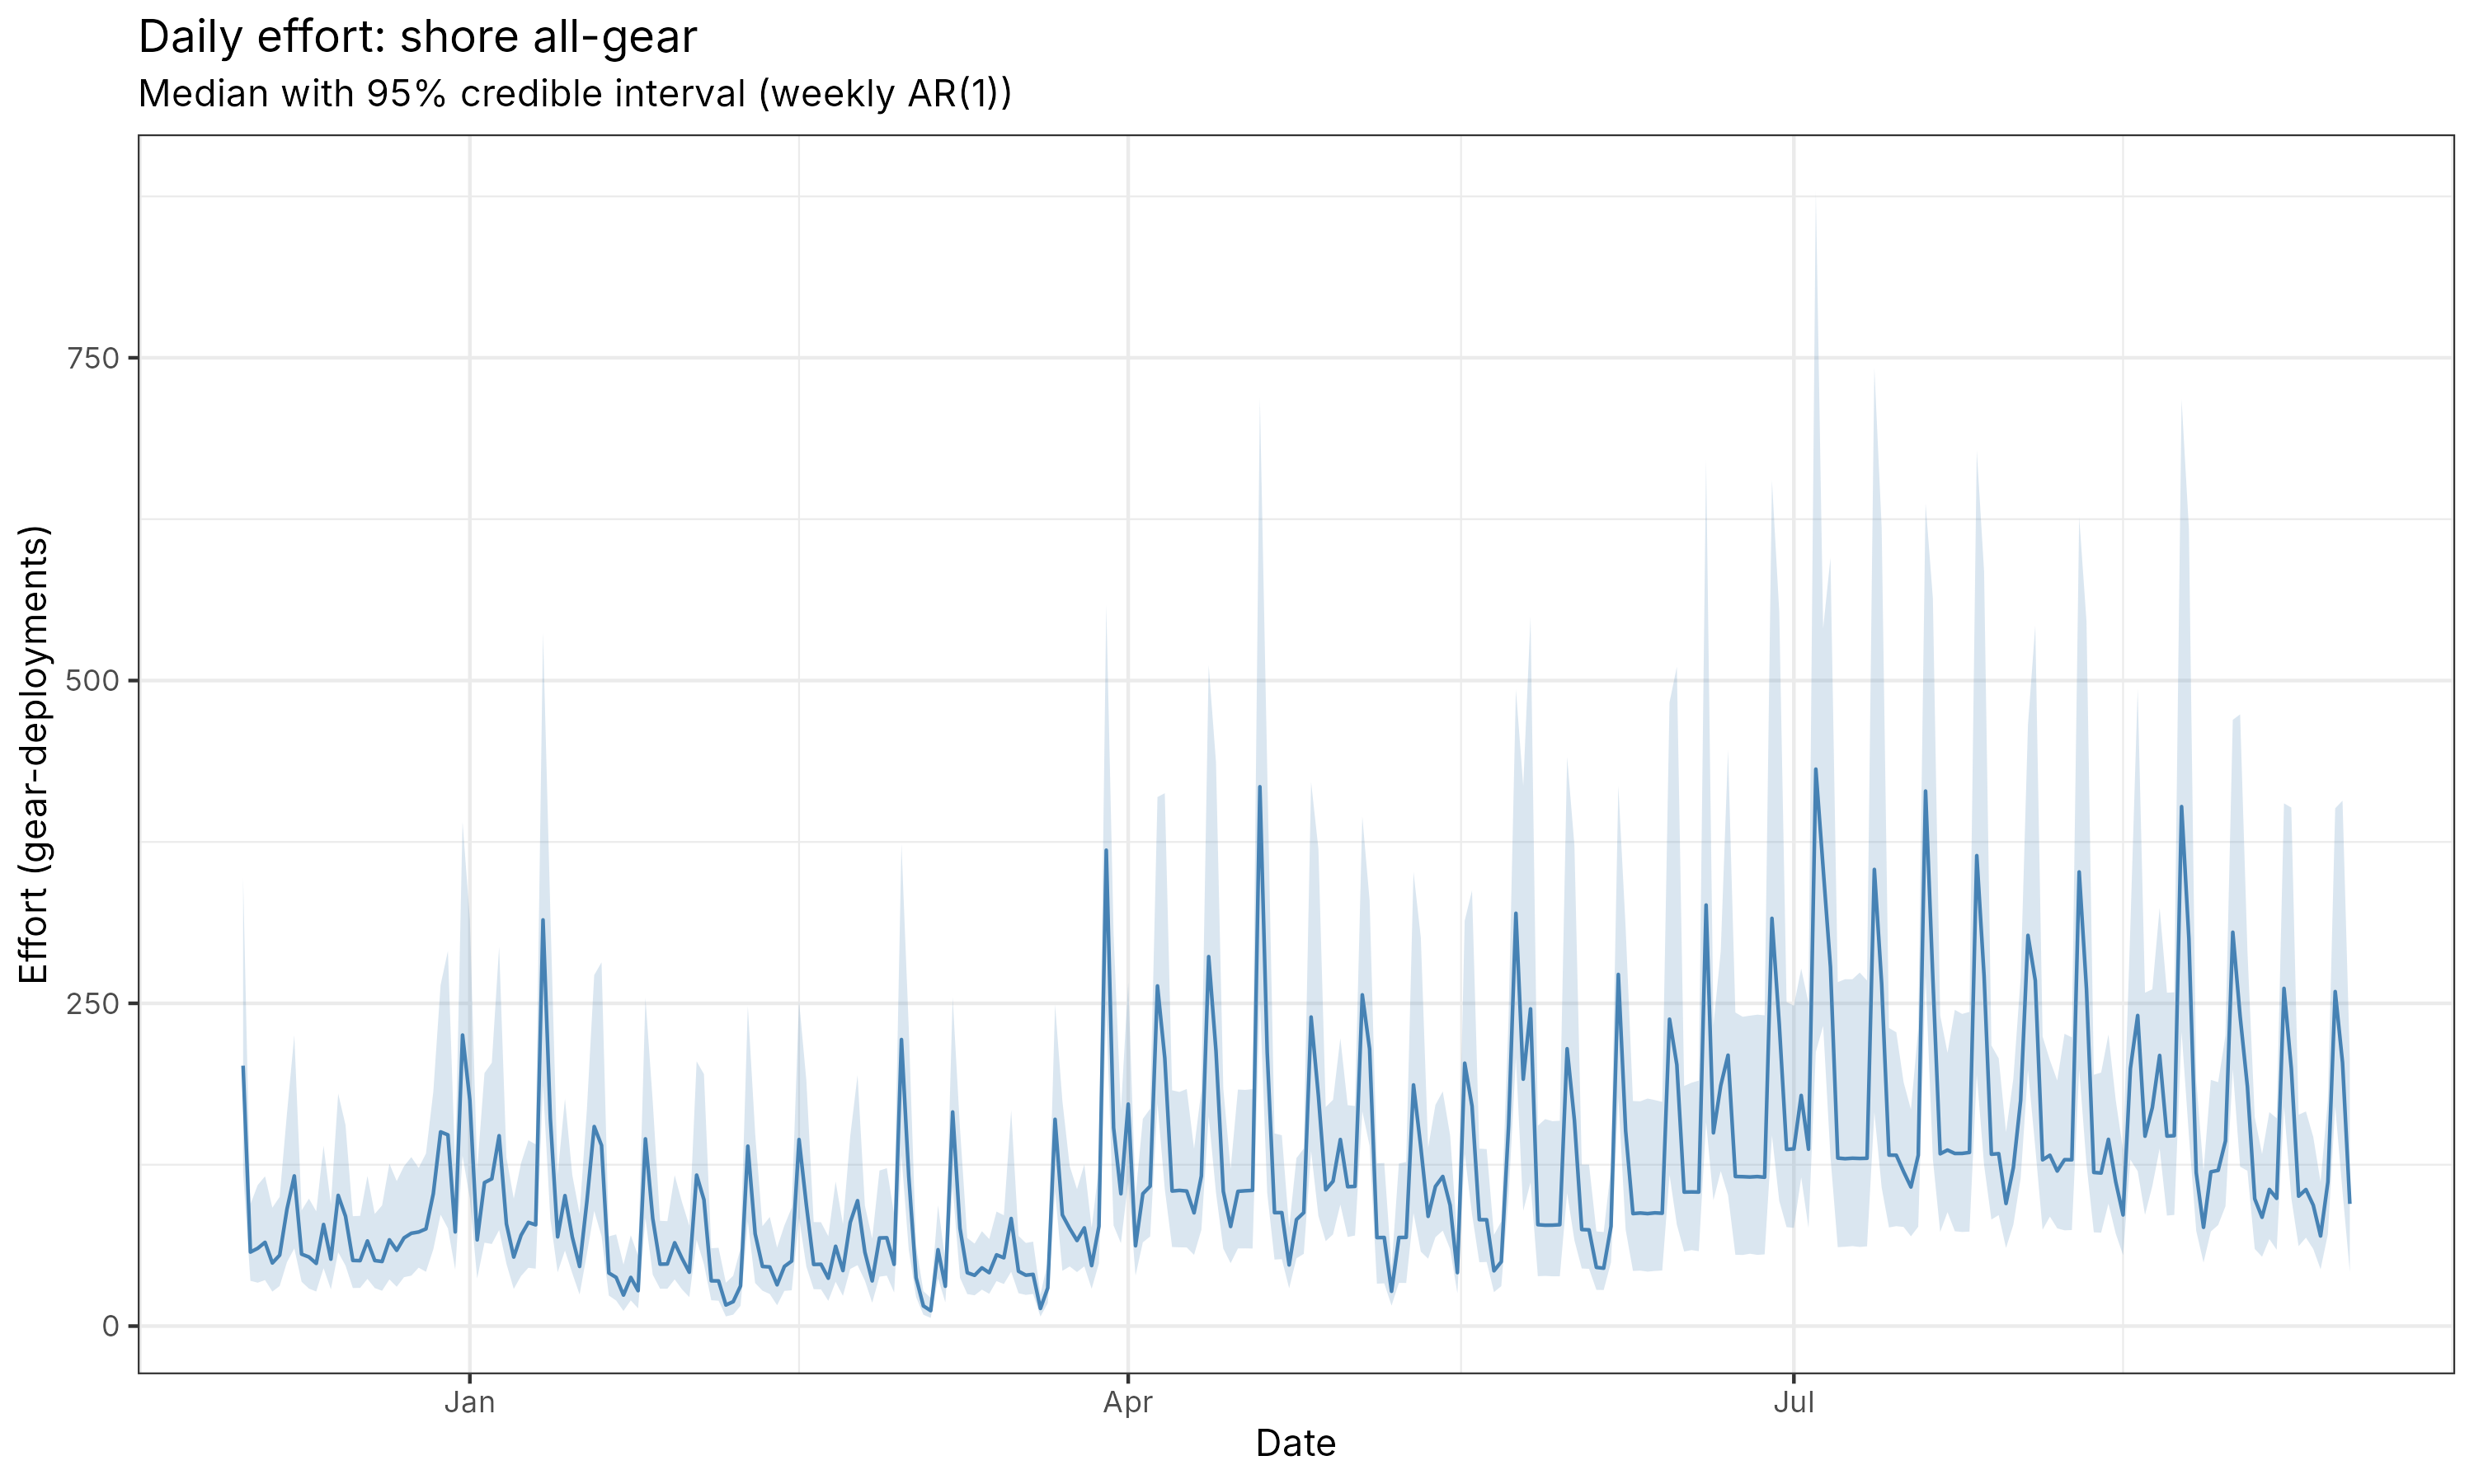 Daily effort: shore all-gear
Median with 95% credible interval (weekly AR(1))
Effort (gear-deployments)
750
500
250
0
Jan
Apr
Jul
Date